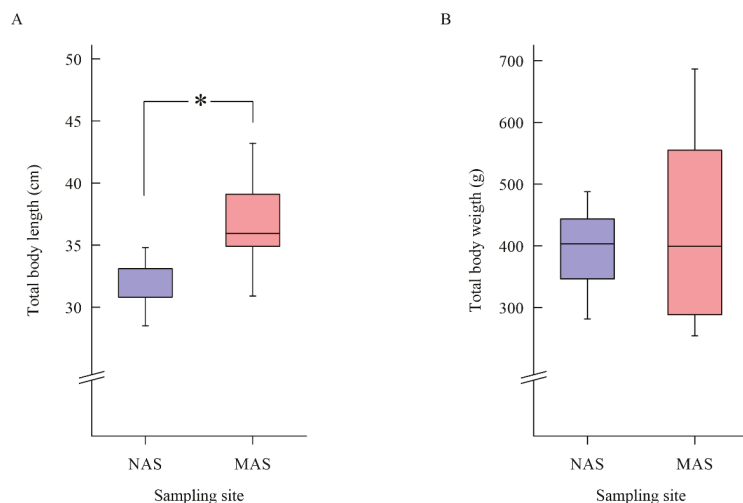 A
B
50
45
37
35
30
*
Total body length (cm)
NAS
MAS
Sampling site
700
600
500
400
300
Total body weigth (g)
NAS
MAS
Sampling site